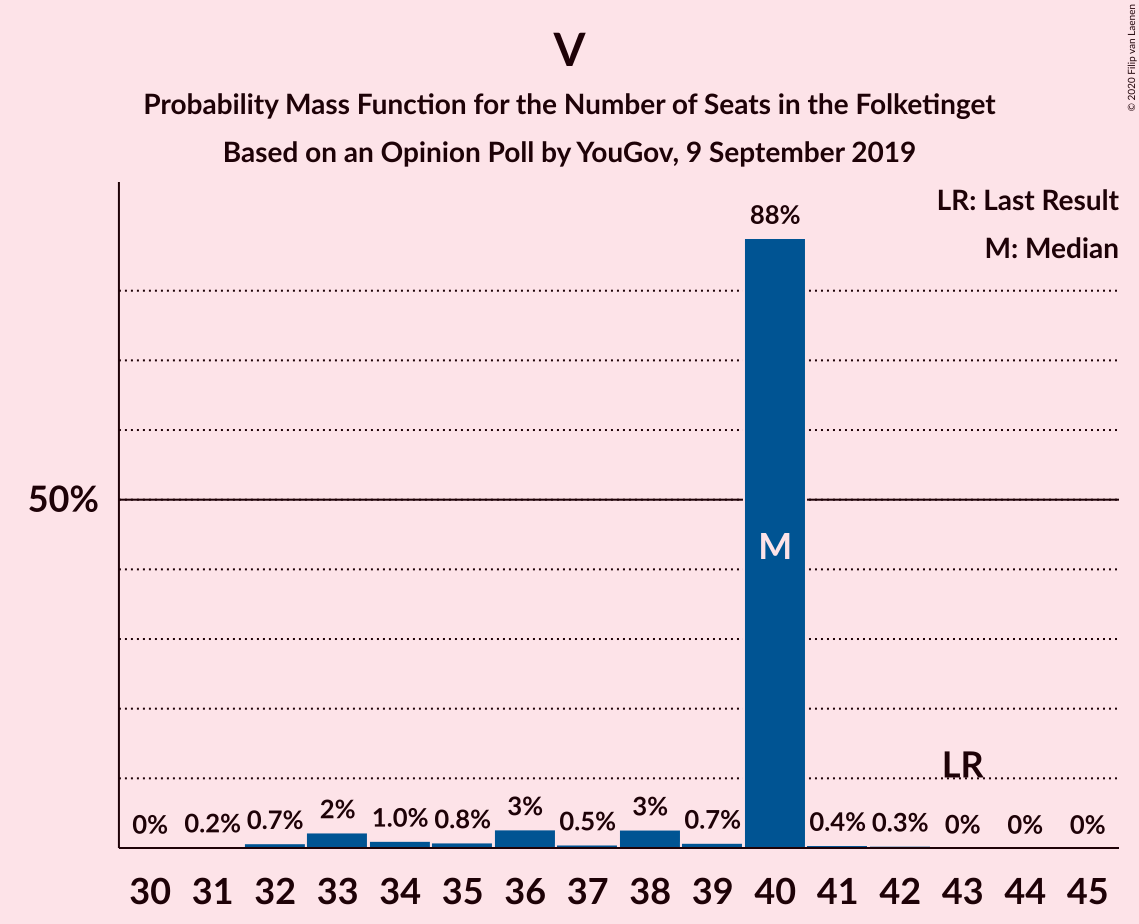 V
Probability Mass Function for the Number of Seats in the Folketinget
Based on an Opinion Poll by YouGov, 9 September 2019
© 2020 Filip van Laenen
LR: Last Result
M: Median
88%
50%
M
LR
0% 0.2% 0.7% 2% 1.0% 0.8% 3% 0.5% 3% 0.7% 0.4% 0.3% 0% 0% 0%
30 31 32 33 34 35 36 37 38 39 40 41 42 43 44 45